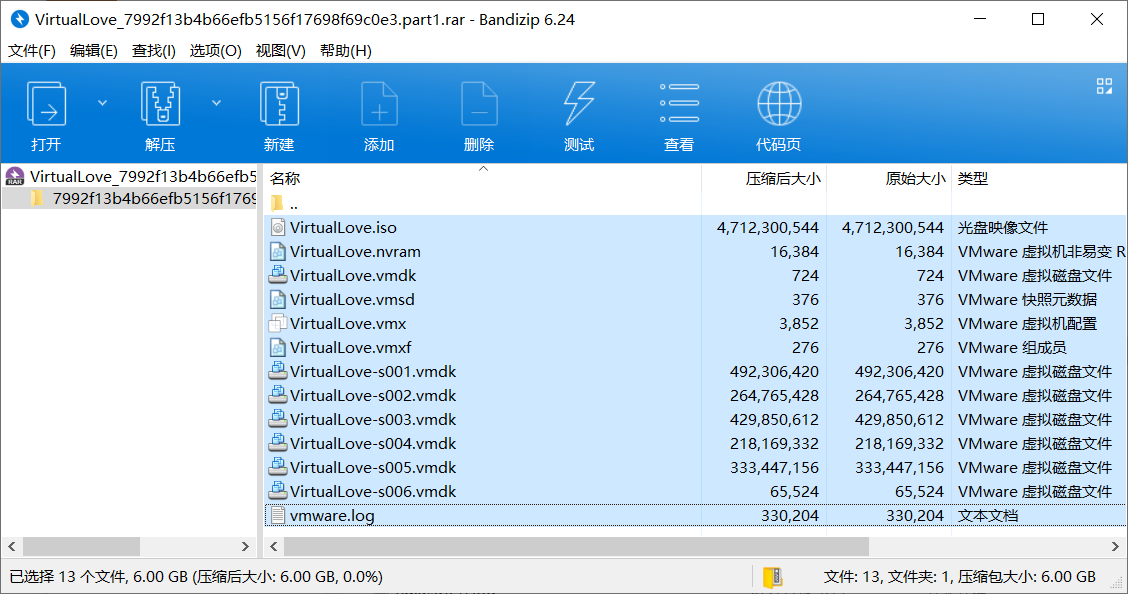 VirtualLove_7992f13b4b66efb5156f17698f69c0e3.part1.rar - Bandizip 6.24
文件(F) 编辑(E) 查找(I) 选项(O) 视图(V) 帮助(H)
打开 解压 新建 添加 删除 测试 查看 代码页
RAR VirtualLove_7992f13b4b66efb5
7992f13b4b66efb5156f1769
名称 压缩后大小 原始大小 类型
..
VirtualLove.iso 4,712,300,544 4,712,300,544 光盘映像文件
VirtualLove.nvram 16,384 16,384 VMware 虚拟机非易变 R
VirtualLove.vmdk 724 724 VMware 虚拟磁盘文件
VirtualLove.vmsd 376 376 VMware 快照元数据
VirtualLove.vmx 3,852 3,852 VMware 虚拟机配置
VirtualLove.vmxf 276 276 VMware 组成员
VirtualLove-s001.vmdk 492,306,420 492,306,420 VMware 虚拟磁盘文件
VirtualLove-s002.vmdk 264,765,428 264,765,428 VMware 虚拟磁盘文件
VirtualLove-s003.vmdk 429,850,612 429,850,612 VMware 虚拟磁盘文件
VirtualLove-s004.vmdk 218,169,332 218,169,332 VMware 虚拟磁盘文件
VirtualLove-s005.vmdk 333,447,156 333,447,156 VMware 虚拟磁盘文件
VirtualLove-s006.vmdk 65,524 65,524 VMware 虚拟磁盘文件
vmware.log 330,204 330,204 文本文档
已选择 13 个文件, 6.00 GB (压缩后大小: 6.00 GB, 0.0%) 文件: 13, 文件夹: 1, 压缩包大小: 6.00 GB